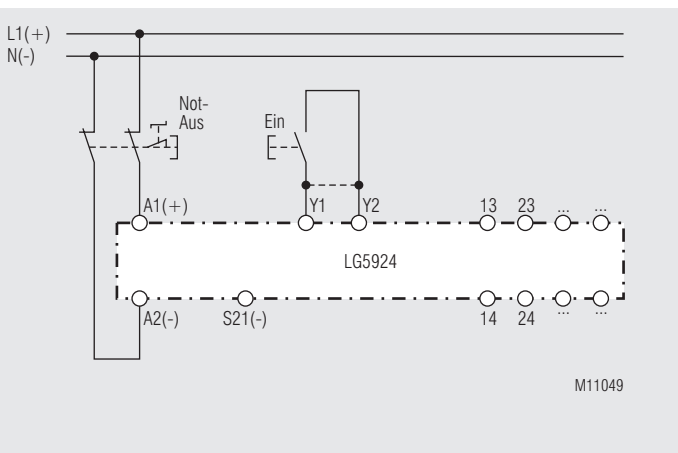 L1(+)
N(-)
Not-
Aus
Ein
A1(+)
Y1
Y2
13
23
...
...
LG5924
A2(-)
S21(-)
14
24
...
...
M11049